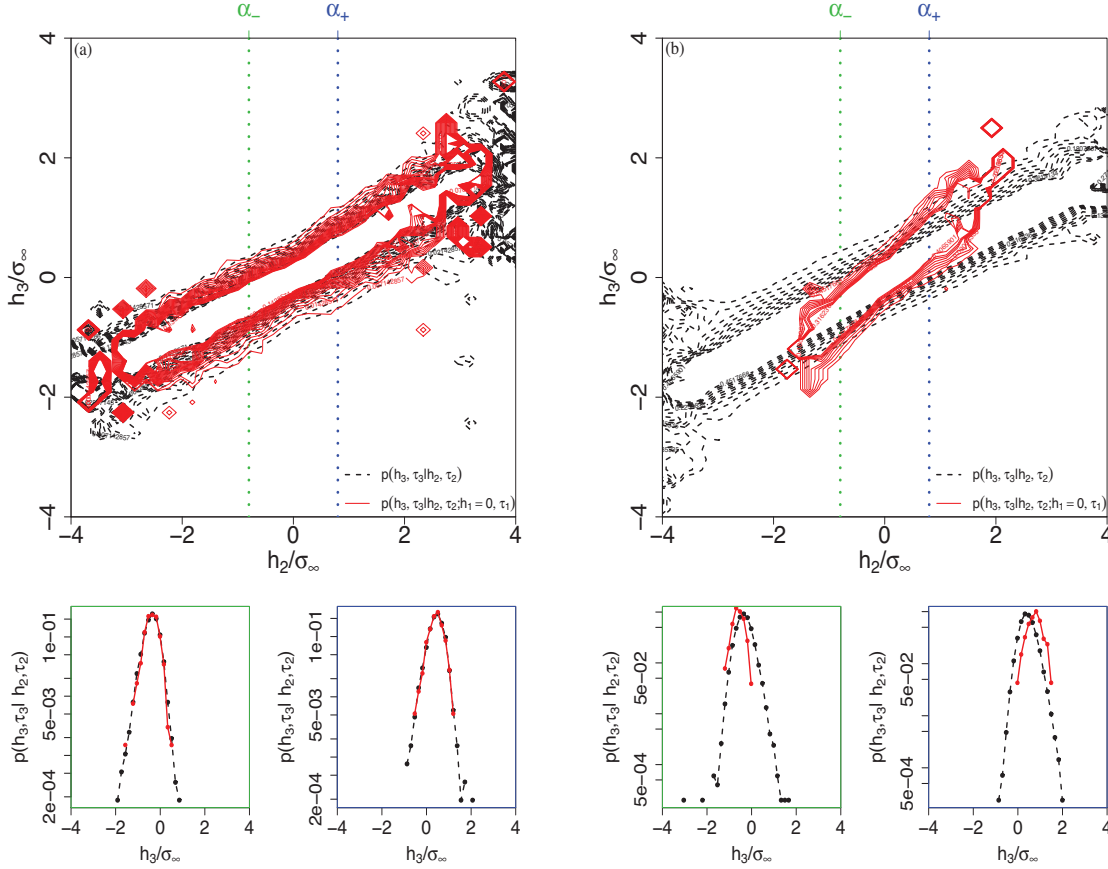 α₋ α₊
(a)
h₃/σ∞
4
2
0
−2
−4
p(h₃, τ₃|h₂, τ₂)
p(h₃, τ₃|h₂, τ₂;h₁ = 0, τ₁)
−4 −2 0 2 4
h₂/σ∞
α₋ α₊
(b)
h₃/σ∞
4
2
0
−2
−4
p(h₃, τ₃|h₂, τ₂)
p(h₃, τ₃|h₂, τ₂;h₁ = 0, τ₁)
−4 −2 0 2 4
h₂/σ∞
p(h₃,τ₃| h₂,τ₂)
1e−01
5e−03
2e−04
−4 −2 0 2 4
h₃/σ∞
p(h₃,τ₃| h₂,τ₂)
1e−01
5e−03
2e−04
−4 −2 0 2 4
h₃/σ∞
p(h₃,τ₃| h₂,τ₂)
5e−02
5e−04
−4 −2 0 2 4
h₃/σ∞
p(h₃,τ₃| h₂,τ₂)
5e−02
5e−04
−4 −2 0 2 4
h₃/σ∞